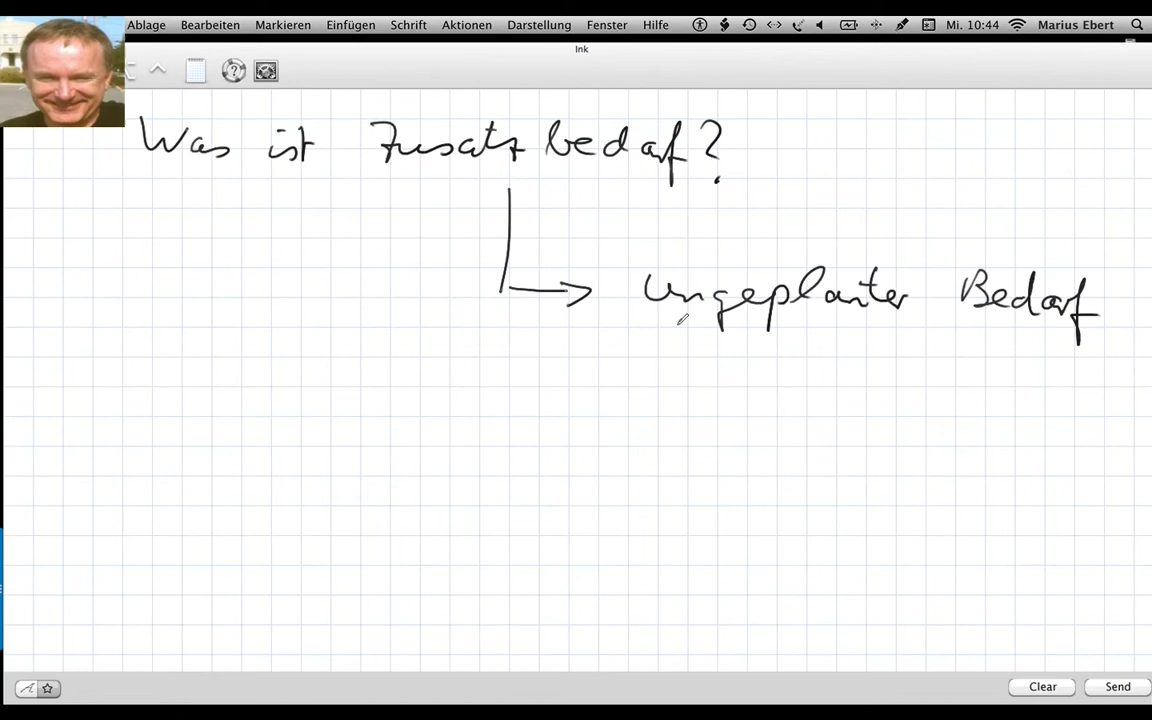 Ablage Bearbeiten Markieren Einfügen Schrift Aktionen Darstellung Fenster Hilfe Mi. 10:44 Marius Ebert
Ink
Was ist Zusatzbedarf?
ungeplanter Bedarf
Clear Send